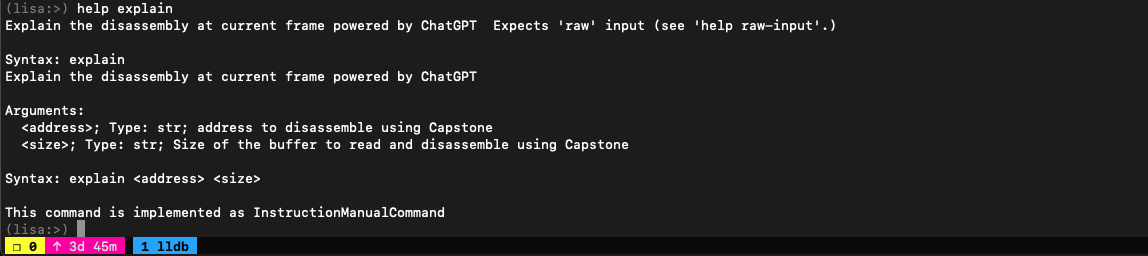 (lisa:>) help explain
Explain the disassembly at current frame powered by ChatGPT  Expects 'raw' input (see 'help raw-input'.)
Syntax: explain
Explain the disassembly at current frame powered by ChatGPT
Arguments:
  <address>; Type: str; address to disassemble using Capstone
  <size>; Type: str; Size of the buffer to read and disassemble using Capstone
Syntax: explain <address> <size>
This command is implemented as InstructionManualCommand
(lisa:>)
❐ 0 ↑ 3d 45m 1 lldb